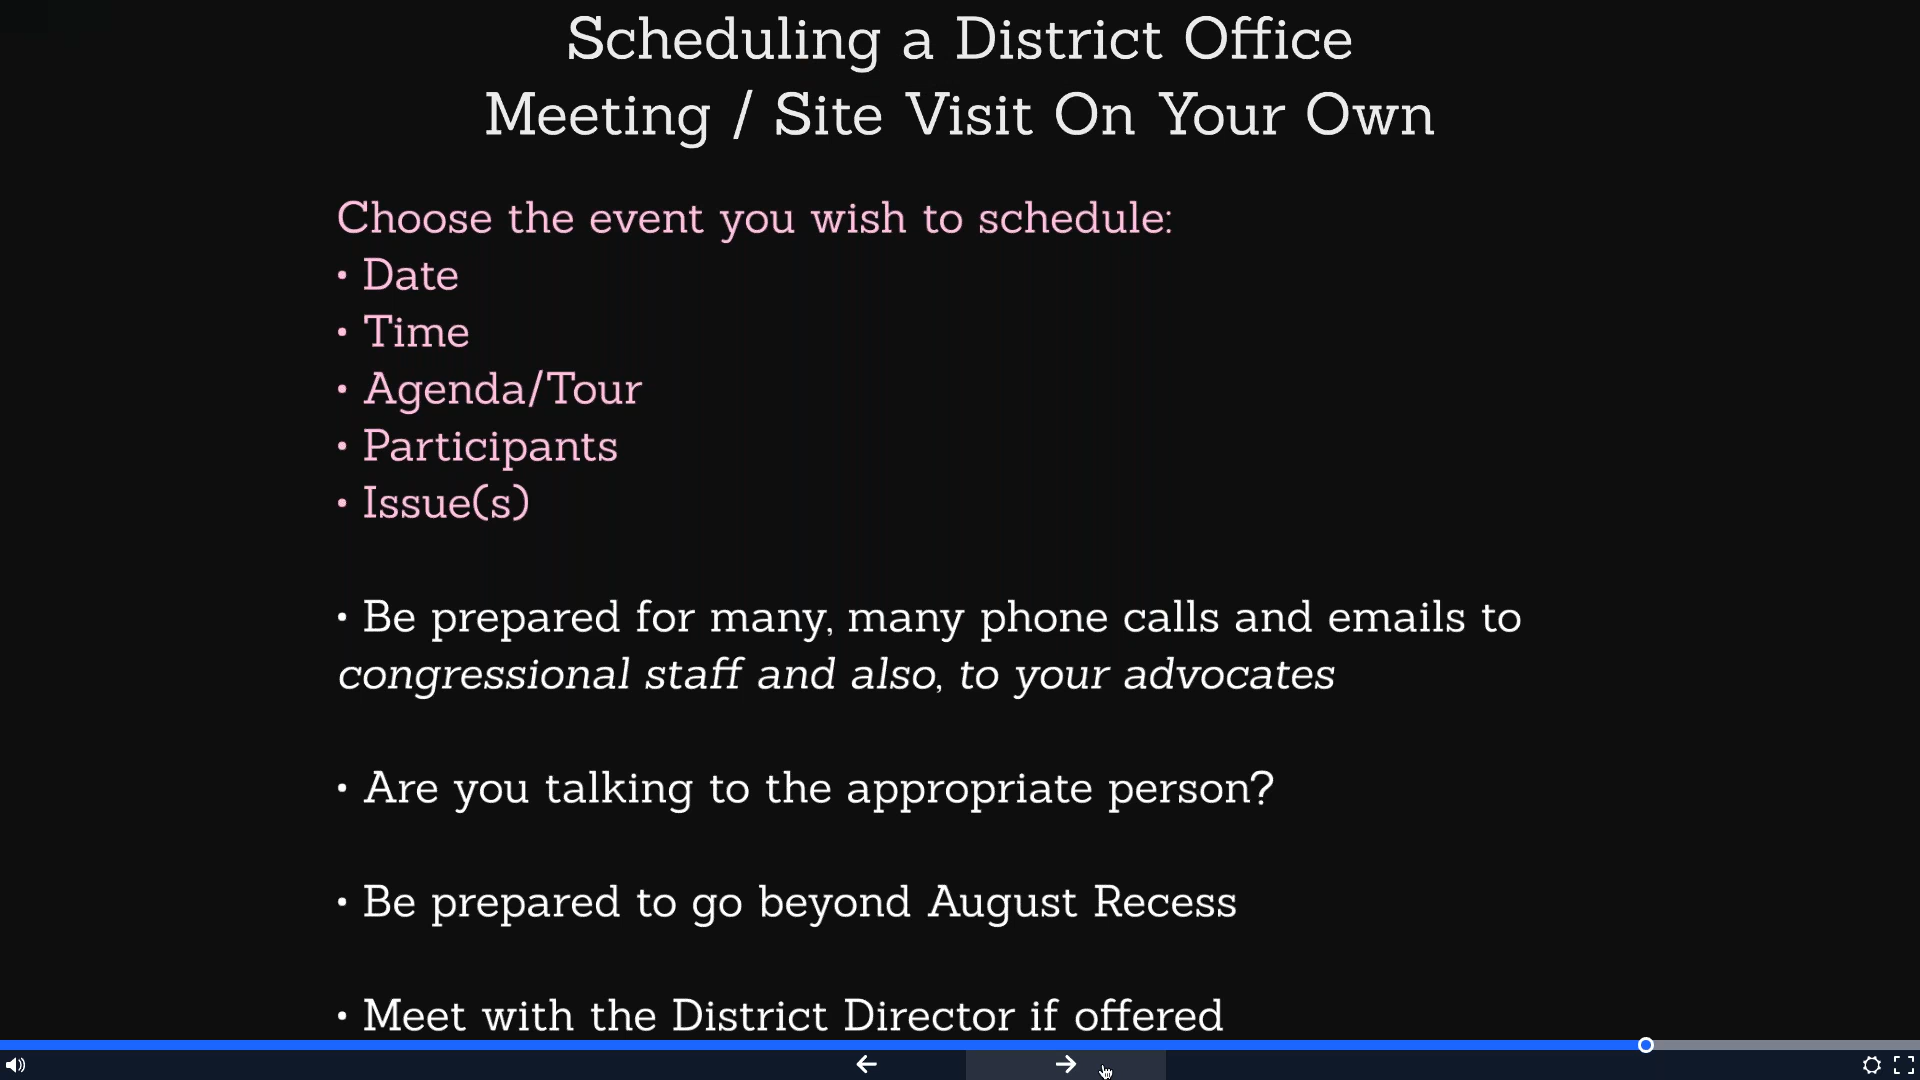 Scheduling a District Office
Meeting / Site Visit On Your Own
Choose the event you wish to schedule:
• Date
• Time
• Agenda/Tour
• Participants
• Issue(s)
• Be prepared for many, many phone calls and emails to
congressional staff and also, to your advocates
• Are you talking to the appropriate person?
• Be prepared to go beyond August Recess
• Meet with the District Director if offered